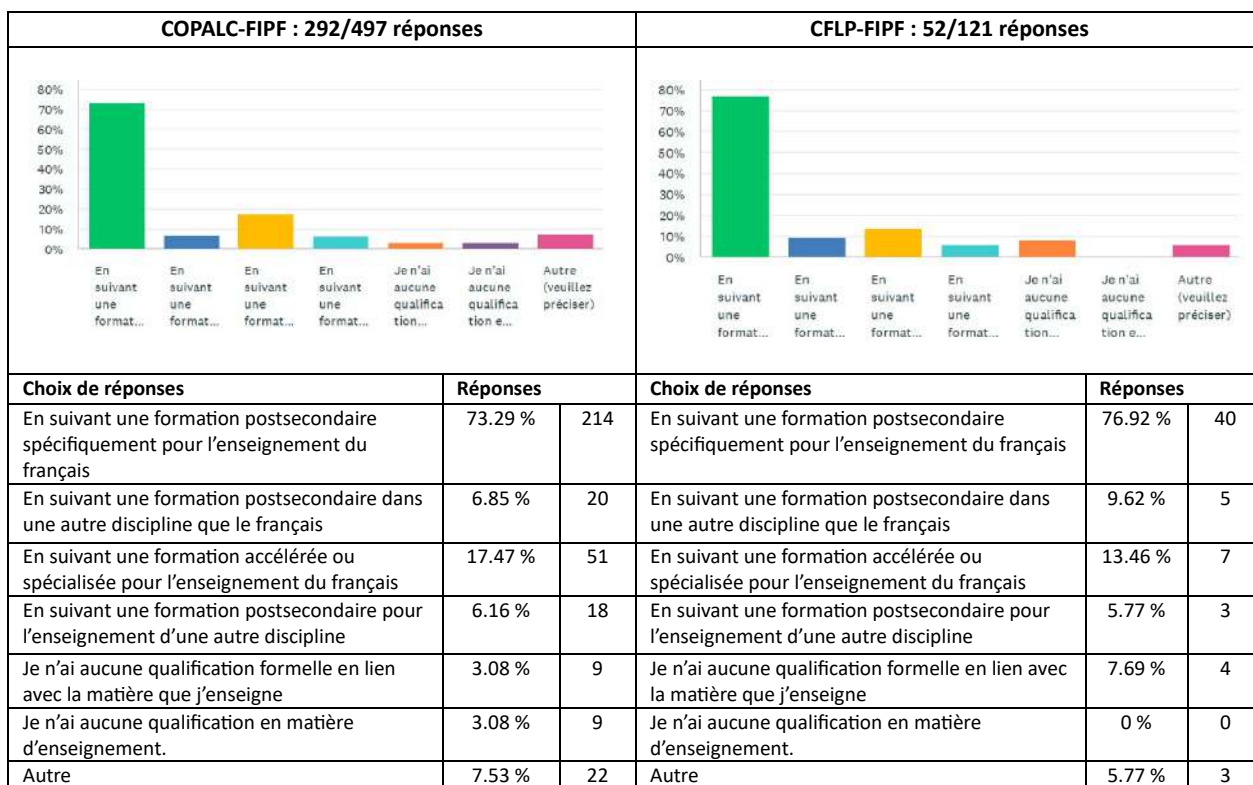 COPALC-FIPF : 292/497 réponses
CFLP-FIPF : 52/121 réponses
80%
70%
60%
50%
40%
30%
20%
10%
0%
En suivant une format...
En suivant une format...
En suivant une format...
En suivant une format...
Je n'ai aucune qualifica tion...
Je n'ai aucune qualifica tion e...
Autre (veuillez préciser)
80%
70%
60%
50%
40%
30%
20%
10%
0%
En suivant une format...
En suivant une format...
En suivant une format...
En suivant une format...
Je n'ai aucune qualifica tion...
Je n'ai aucune qualifica tion e...
Autre (veuillez préciser)
Choix de réponses Réponses Choix de réponses Réponses
En suivant une formation postsecondaire
spécifiquement pour l'enseignement du
français
73.29 % 214
En suivant une formation postsecondaire
spécifiquement pour l'enseignement du français
76.92 % 40
En suivant une formation postsecondaire dans
une autre discipline que le français
6.85 % 20
En suivant une formation postsecondaire dans
une autre discipline que le français
9.62 % 5
En suivant une formation accélérée ou
spécialisée pour l'enseignement du français
17.47 % 51
En suivant une formation accélérée ou
spécialisée pour l'enseignement du français
13.46 % 7
En suivant une formation postsecondaire pour
l'enseignement d'une autre discipline
6.16 % 18
En suivant une formation postsecondaire pour
l'enseignement d'une autre discipline
5.77 % 3
Je n'ai aucune qualification formelle en lien
avec la matière que j'enseigne
3.08 % 9
Je n'ai aucune qualification formelle en lien avec
la matière que j'enseigne
7.69 % 4
Je n'ai aucune qualification en matière
d'enseignement.
3.08 % 9
Je n'ai aucune qualification en matière
d'enseignement.
0 % 0
Autre 7.53 % 22
Autre 5.77 % 3